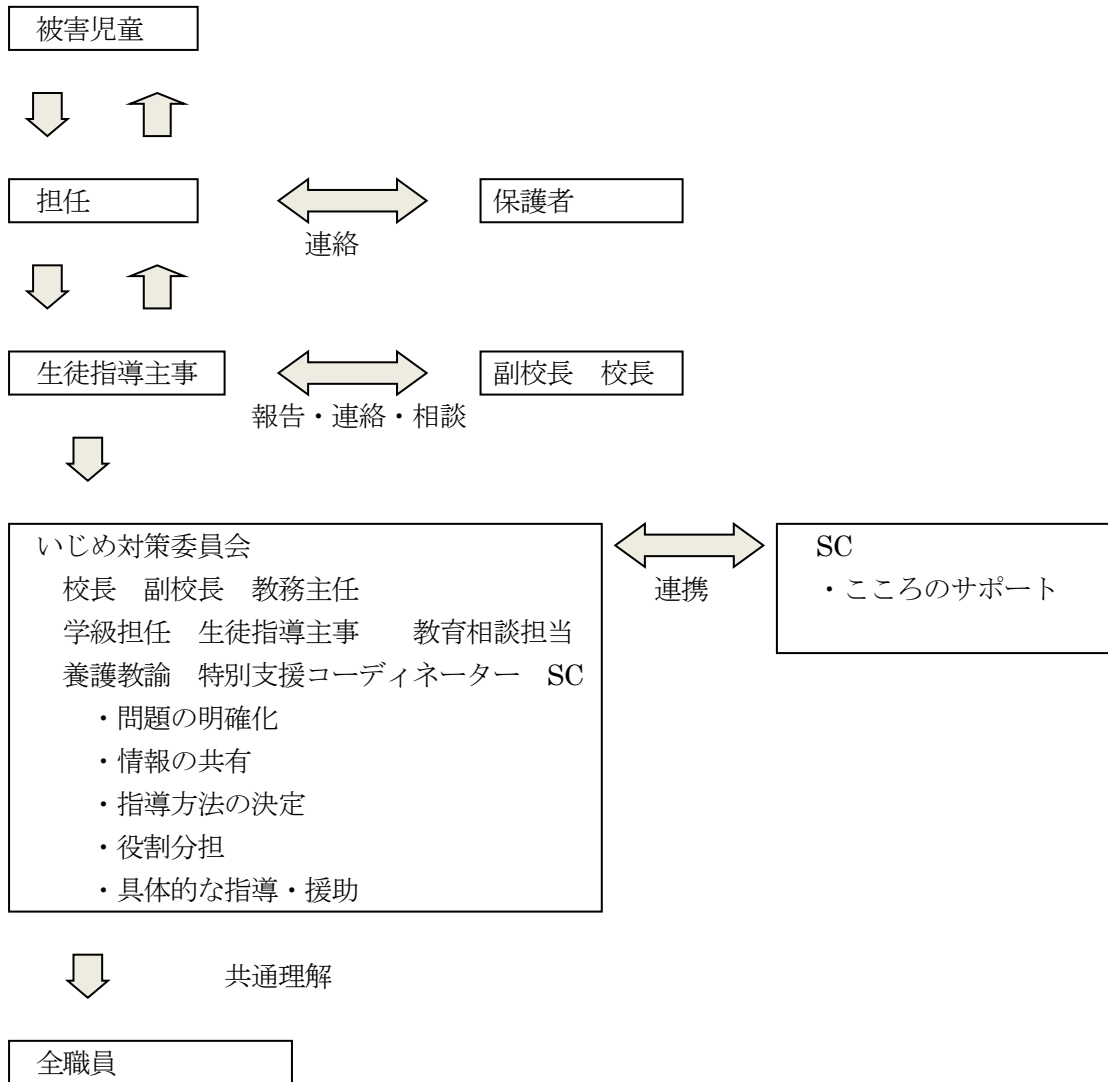 被害児童
担任
保護者
連絡
生徒指導主事
副校長　校長
報告・連絡・相談
いじめ対策委員会
校長　副校長　教務主任
学級担任　生徒指導主事　　教育相談担当
養護教諭　特別支援コーディネーター　SC
・問題の明確化
・情報の共有
・指導方法の決定
・役割分担
・具体的な指導・援助
連携
SC
・こころのサポート
共通理解
全職員